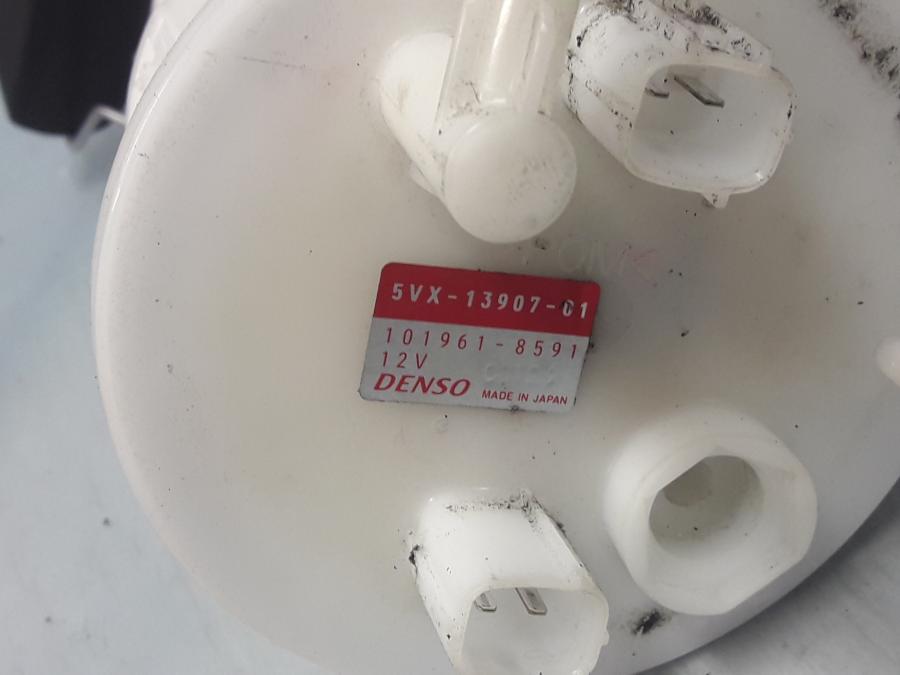 5VX-13907-01
101961-8591
12V
DENSO MADE IN JAPAN